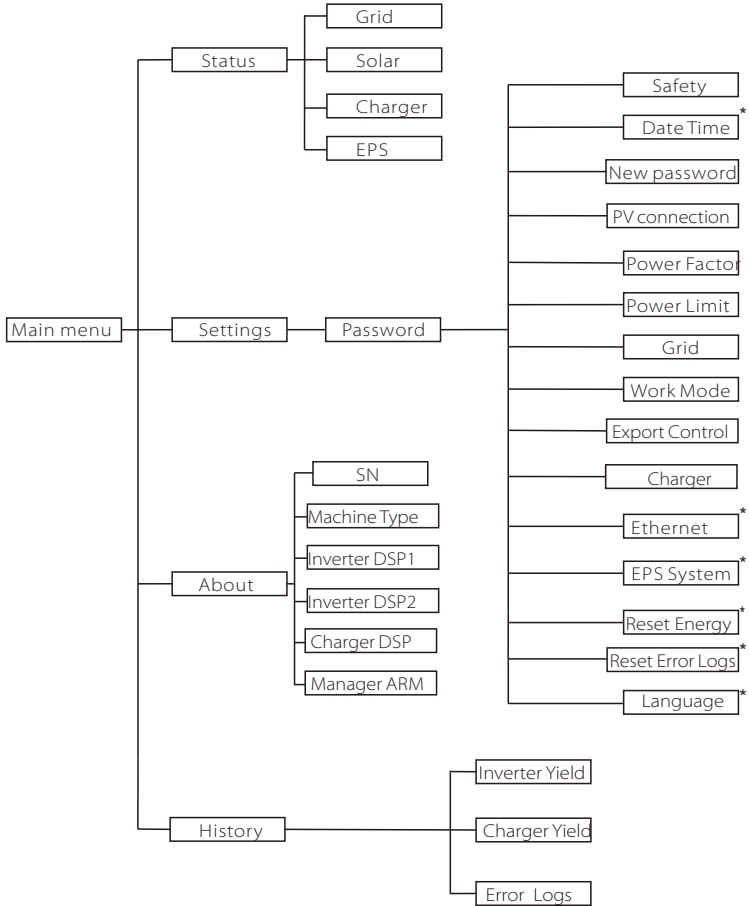 Main menu
Status
Grid
Solar
Charger
EPS
Settings
Password
Safety
Date Time *
New password
PV connection
Power Factor
Power Limit
Grid
Work Mode
Export Control
Charger
Ethernet *
EPS System *
Reset Energy *
Reset Error Logs *
Language *
About
SN
Machine Type
Inverter DSP1
Inverter DSP2
Charger DSP
Manager ARM
History
Inverter Yield
Charger Yield
Error Logs